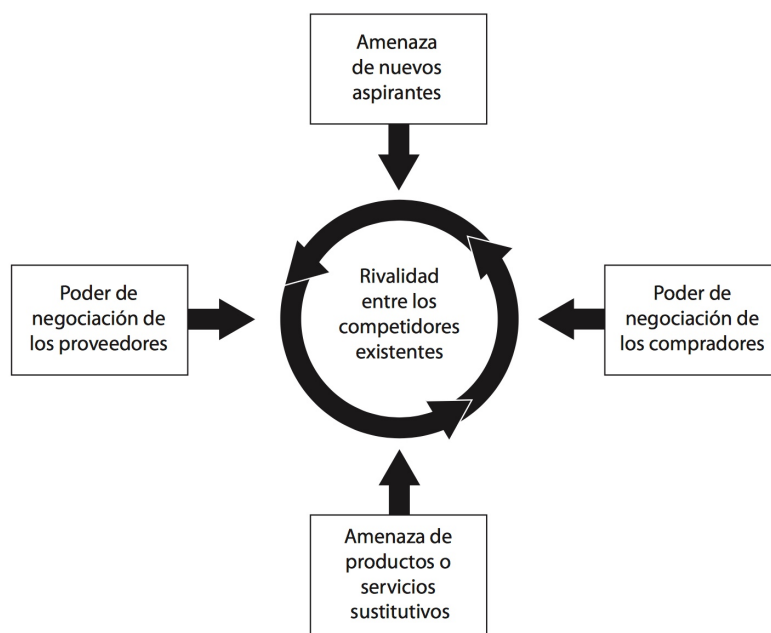 Amenaza
de nuevos
aspirantes
Poder de
negociación de
los proveedores
Rivalidad
entre los
competidores
existentes
Poder de
negociación de
los compradores
Amenaza de
productos o
servicios
sustitutivos